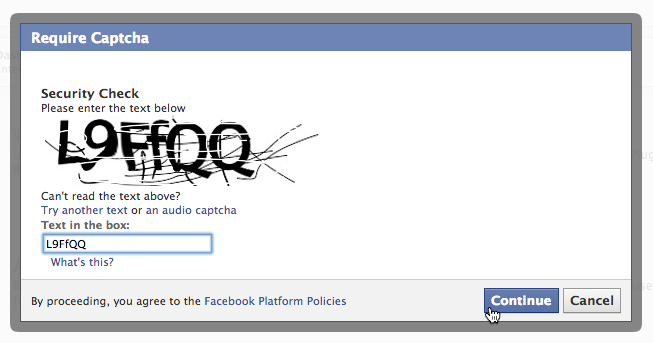 Require Captcha
Security Check
Please enter the text below
L9FfQQ
Can't read the text above?
Try another text or an audio captcha
Text in the box:
L9FfQQ
What's this?
By proceeding, you agree to the Facebook Platform Policies
Continue Cancel